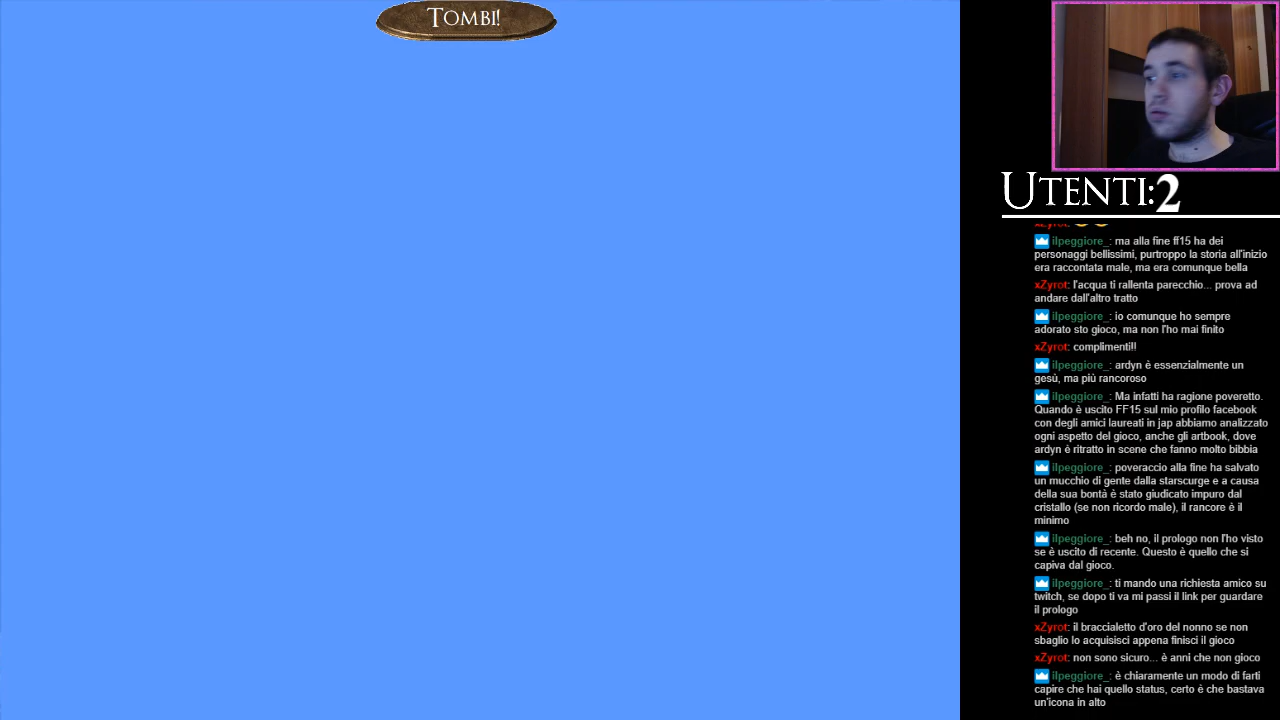 Tombi!
Utenti:2
xZyrot:
ilpeggiore_: ma alla fine ff15 ha dei
personaggi bellissimi, purtroppo la storia all'inizio
era raccontata male, ma era comunque bella
xZyrot: l'acqua ti rallenta parecchio... prova ad
andare dall'altro tratto
ilpeggiore_: io comunque ho sempre
adorato sto gioco, ma non l'ho mai finito
xZyrot: complimenti!!
ilpeggiore_: ardyn è essenzialmente un
gesù, ma più rancoroso
ilpeggiore_: Ma infatti ha ragione poveretto.
Quando è uscito FF15 sul mio profilo facebook
con degli amici laureati in jap abbiamo analizzato
ogni aspetto del gioco, anche gli artbook, dove
ardyn è ritratto in scene che fanno molto bibbia
ilpeggiore_: poveraccio alla fine ha salvato
un mucchio di gente dalla starscurge e a causa
della sua bontà è stato giudicato impuro dal
cristallo (se non ricordo male), il rancore è il
minimo
ilpeggiore_: beh no, il prologo non l'ho visto
se è uscito di recente. Questo è quello che si
capiva dal gioco.
ilpeggiore_: ti mando una richiesta amico su
twitch, se dopo ti va mi passi il link per guardare
il prologo
xZyrot: il braccialetto d'oro del nonno se non
sbaglio lo acquisisci appena finisci il gioco
xZyrot: non sono sicuro... è anni che non gioco
ilpeggiore_: è chiaramente un modo di farti
capire che hai quello status, certo è che bastava
un'icona in alto